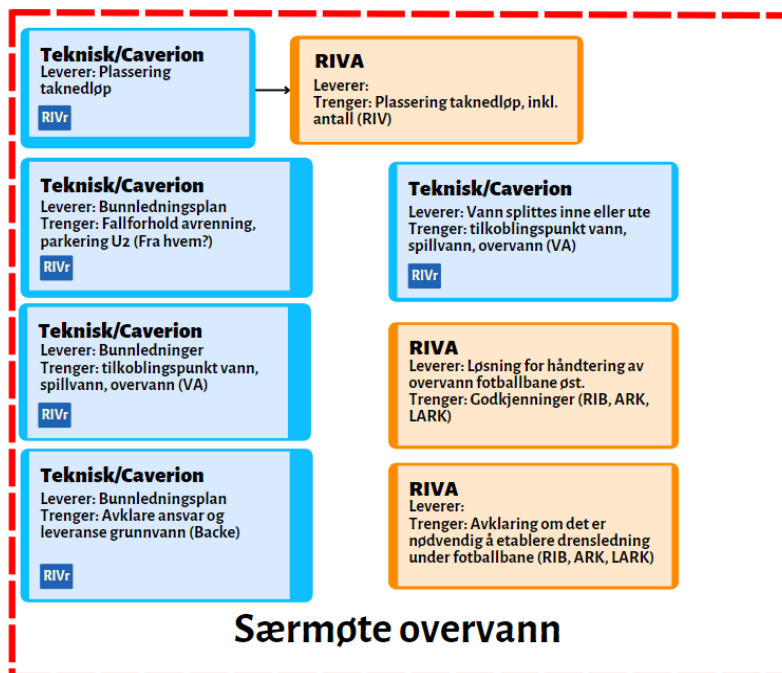 Teknisk/Caverion
Leverer: Plassering
taknedløp
RIVr
RIVA
Leverer:
Trenger: Plassering taknedløp, inkl.
antall (RIV)
Teknisk/Caverion
Leverer: Bunnledningsplan
Trenger: Fallforhold avrenning,
parkering U2 (Fra hvem?)
RIVr
Teknisk/Caverion
Leverer: Vann splittes inne eller ute
Trenger: tilkoblingspunkt vann,
spillvann, overvann (VA)
RIVr
Teknisk/Caverion
Leverer: Bunnledninger
Trenger: tilkoblingspunkt vann,
spillvann, overvann (VA)
RIVr
RIVA
Leverer: Løsning for håndtering av
overvann fotballbane øst.
Trenger: Godkjenninger (RIB, ARK,
LARK)
Teknisk/Caverion
Leverer: Bunnledningsplan
Trenger: Avklare ansvar og
leveranse grunnvann (Backe)
RIVr
RIVA
Leverer:
Trenger: Avklaring om det er
nødvendig å etablere drensledning
under fotballbane (RIB, ARK, LARK)
Særmøte overvann